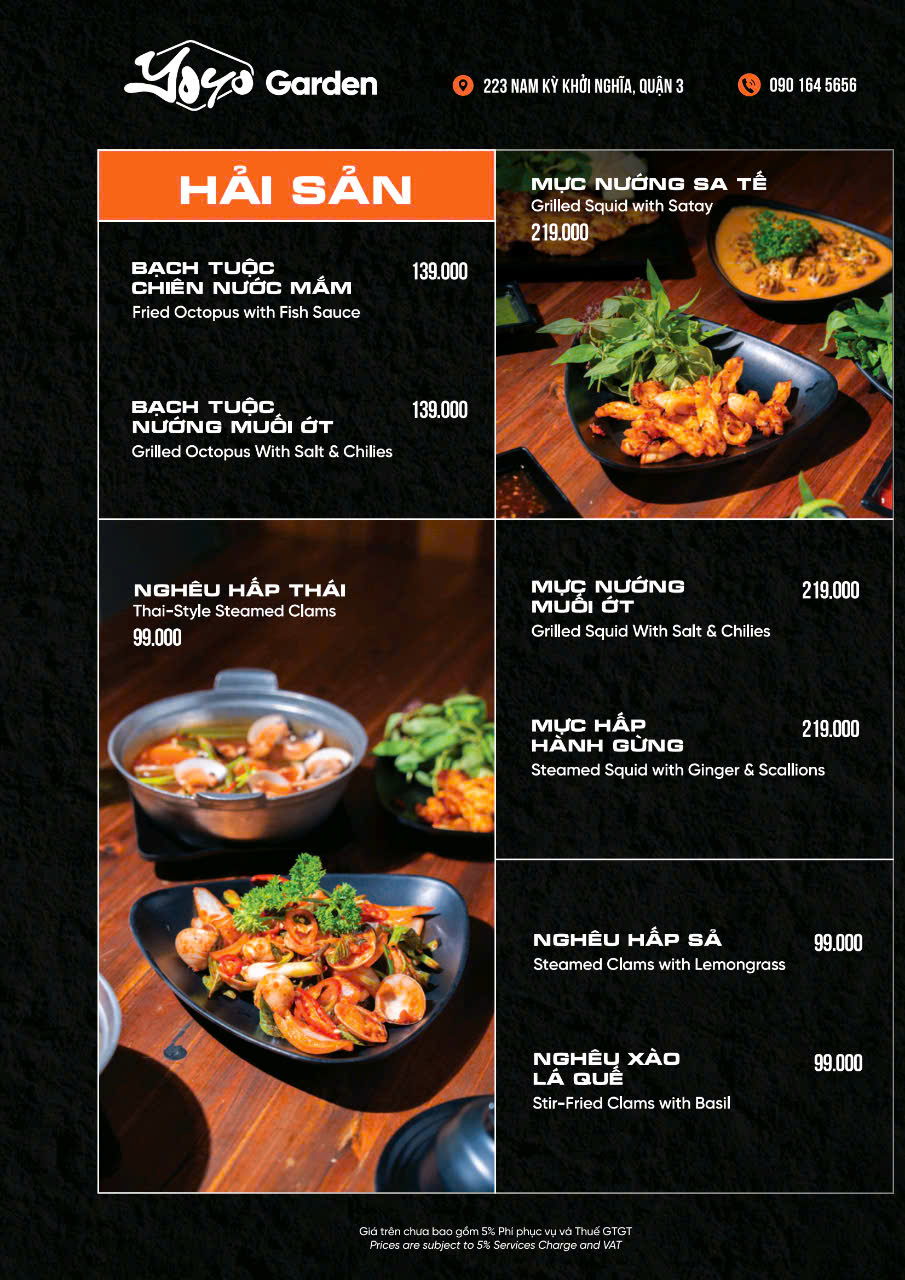 Yoyo Garden
223 NAM KỲ KHỞI NGHĨA, QUẬN 3
090 164 5656
HẢI SẢN
BẠCH TUỘC
CHIÊN NƯỚC MẮM
139.000
Fried Octopus with Fish Sauce
BẠCH TUỘC
NƯỚNG MUỐI ỚT
139.000
Grilled Octopus With Salt & Chilies
MỰC NƯỚNG SA TẾ
Grilled Squid with Satay
219.000
NGHÊU HẤP THÁI
Thai-Style Steamed Clams
99.000
MỰC NƯỚNG
MUỐI ỚT
219.000
Grilled Squid With Salt & Chilies
MỰC HẤP
HÀNH GỪNG
219.000
Steamed Squid with Ginger & Scallions
NGHÊU HẤP SẢ
99.000
Steamed Clams with Lemongrass
NGHÊU XÀO
LÁ QUẾ
99.000
Stir-Fried Clams with Basil
Giá trên chưa bao gồm 5% Phí phục vụ và Thuế GTGT
Prices are subject to 5% Services Charge and VAT